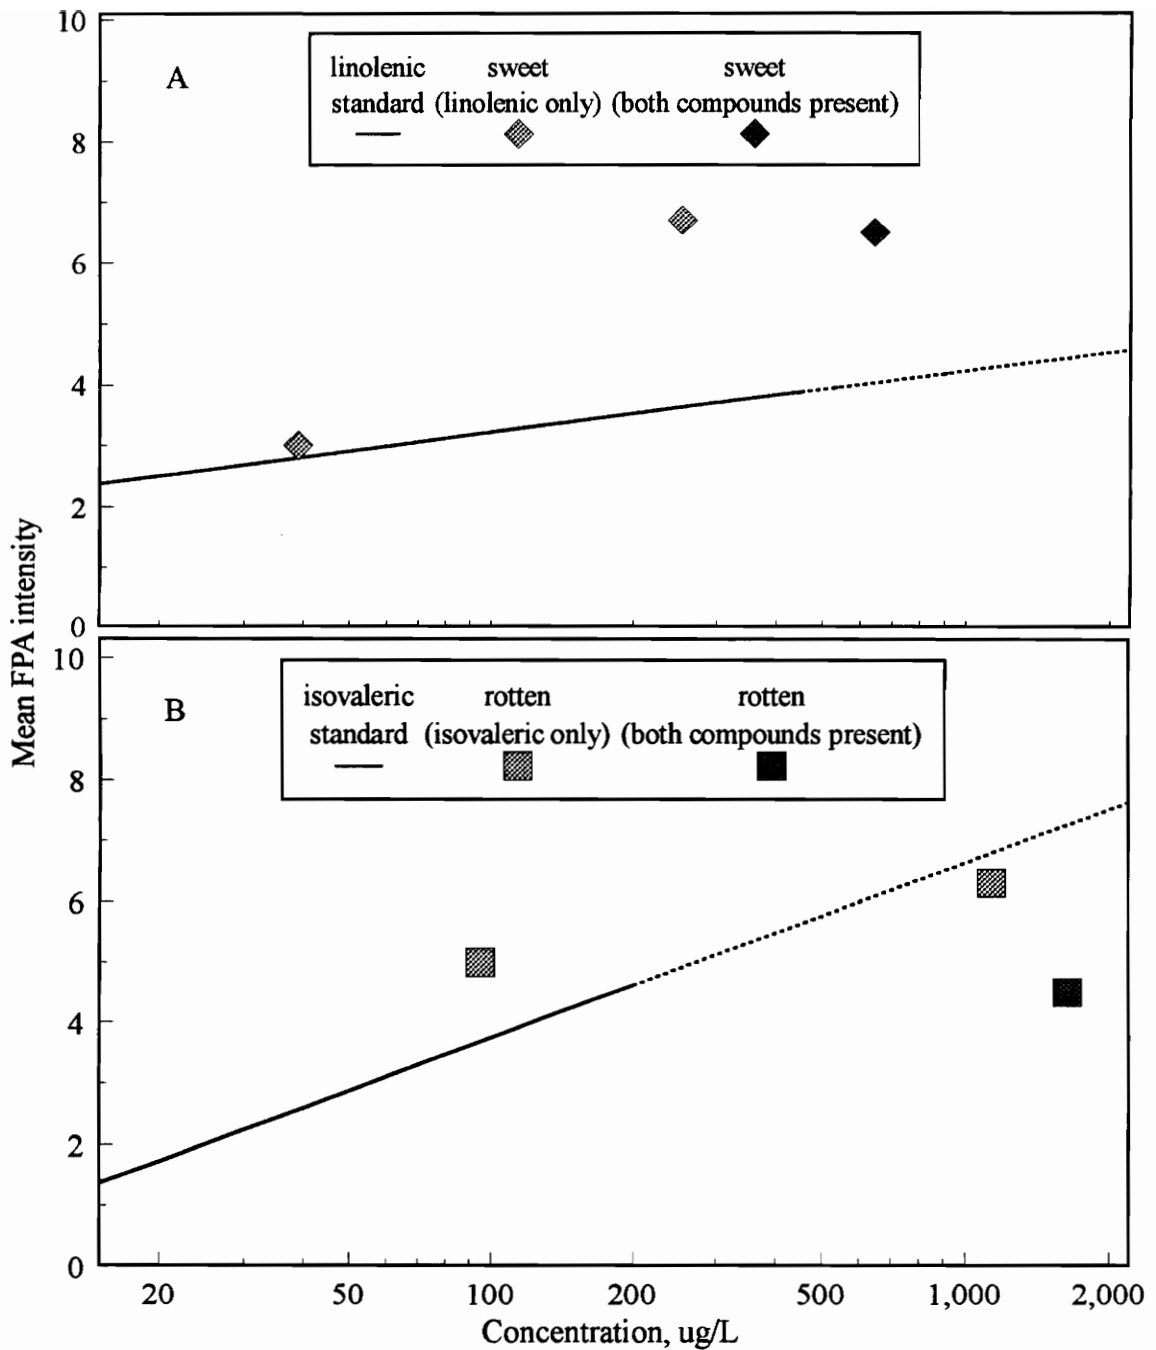 10
8
6
4
2
0
A
linolenic sweet sweet
standard (linolenic only) (both compounds present)
Mean FPA intensity
10
8
6
4
2
0
B
isovaleric rotten rotten
standard (isovaleric only) (both compounds present)
20 50 100 200 500 1,000 2,000
Concentration, ug/L